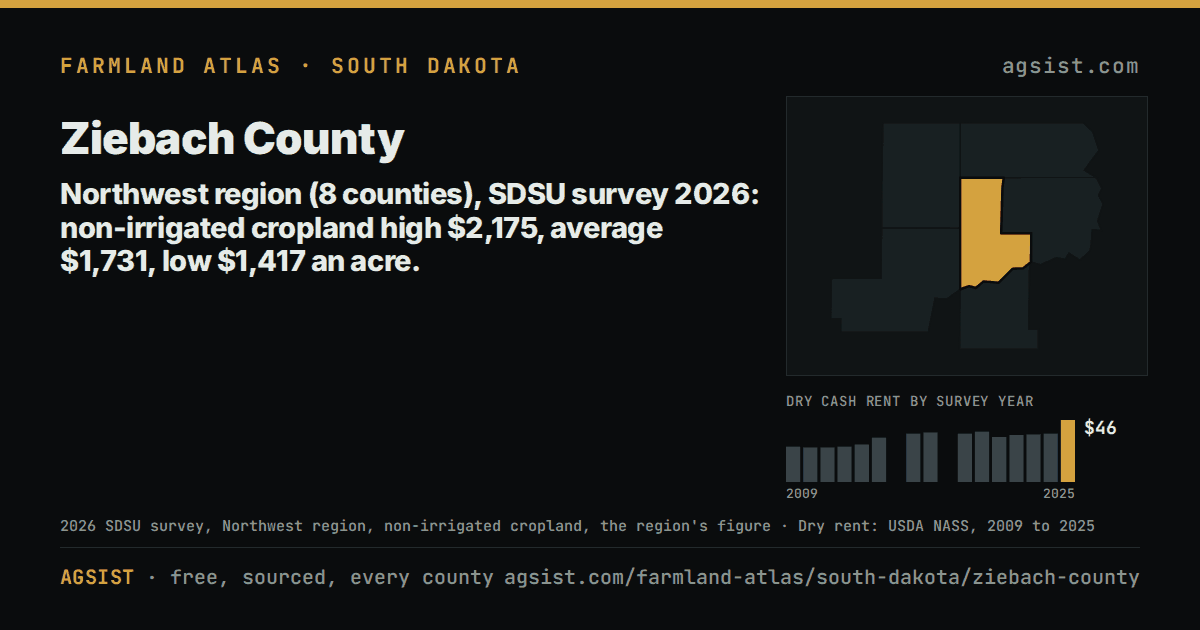 FARMLAND ATLAS · SOUTH DAKOTA
agsist.com
Ziebach County
Northwest region (8 counties), SDSU survey 2026:
non-irrigated cropland high $2,175, average
$1,731, low $1,417 an acre.
DRY CASH RENT BY SURVEY YEAR
$46
2009
2025
2026 SDSU survey, Northwest region, non-irrigated cropland, the region's figure · Dry rent: USDA NASS, 2009 to 2025
AGSIST · free, sourced, every county
agsist.com/farmland-atlas/south-dakota/ziebach-county